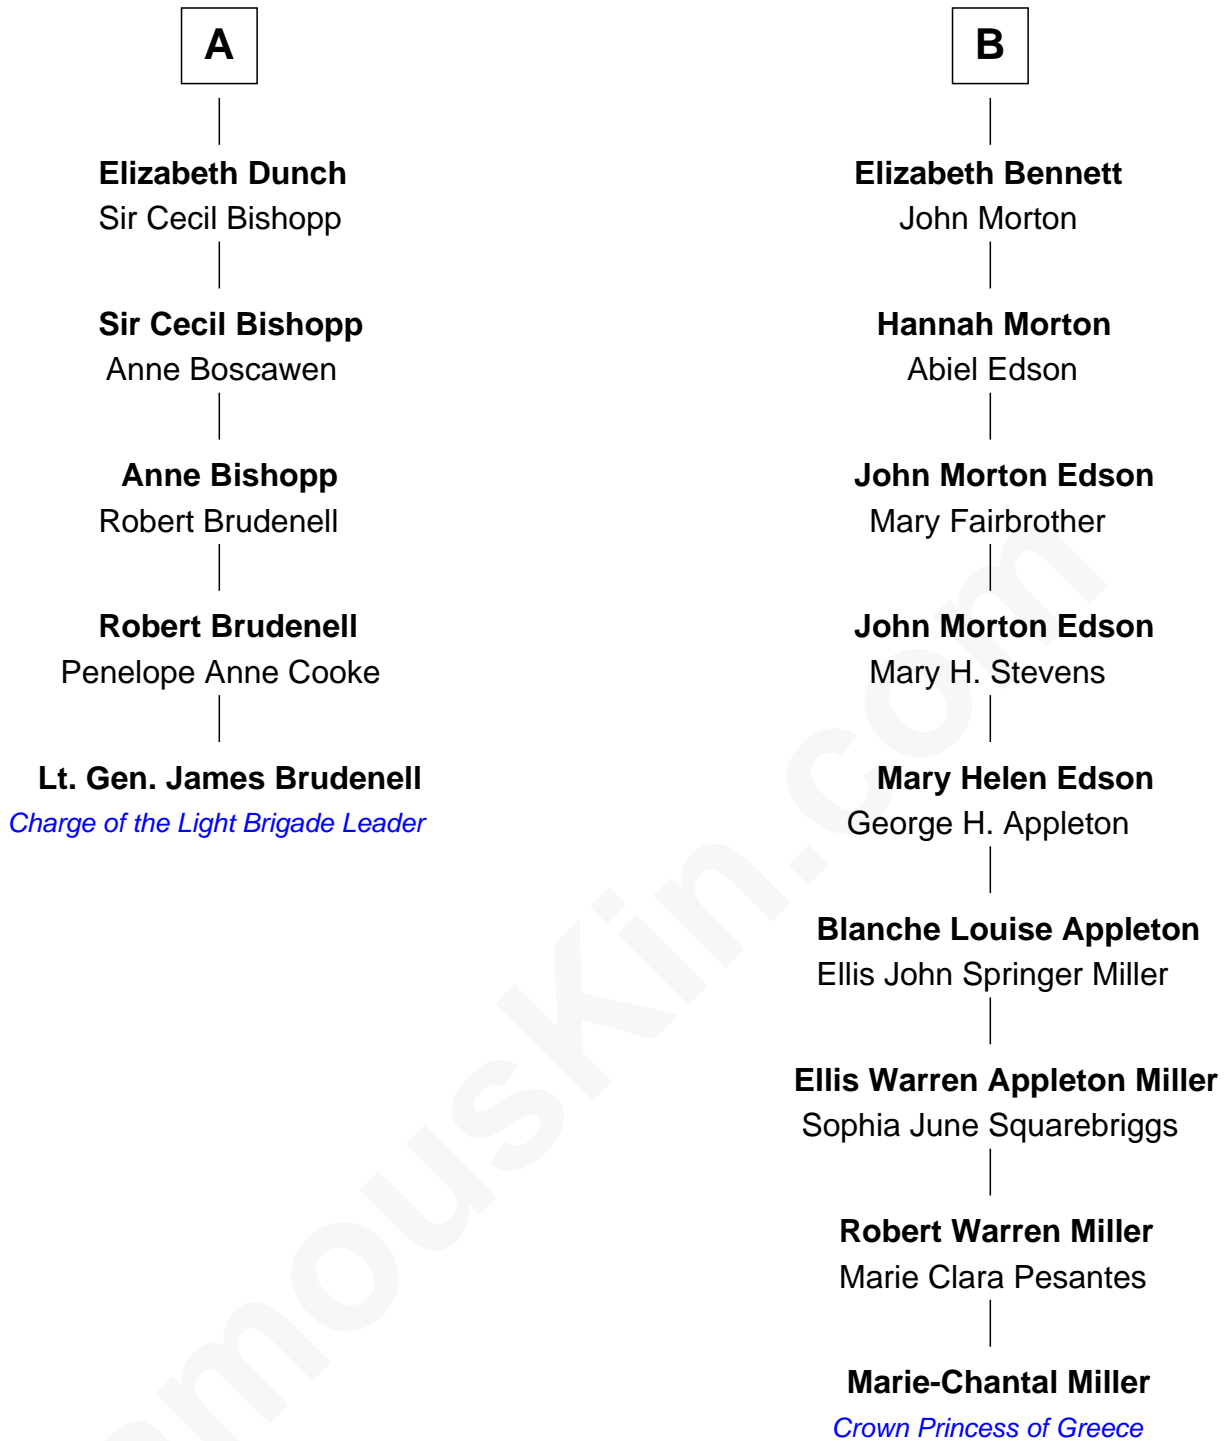 A
Elizabeth Dunch
Sir Cecil Bishopp
Sir Cecil Bishopp
Anne Boscawen
Anne Bishopp
Robert Brudenell
Robert Brudenell
Penelope Anne Cooke
Lt. Gen. James Brudenell
Charge of the Light Brigade Leader
B
Elizabeth Bennett
John Morton
Hannah Morton
Abiel Edson
John Morton Edson
Mary Fairbrother
John Morton Edson
Mary H. Stevens
Mary Helen Edson
George H. Appleton
Blanche Louise Appleton
Ellis John Springer Miller
Ellis Warren Appleton Miller
Sophia June Squarebriggs
Robert Warren Miller
Marie Clara Pesantes
Marie-Chantal Miller
Crown Princess of Greece
amouskin.com